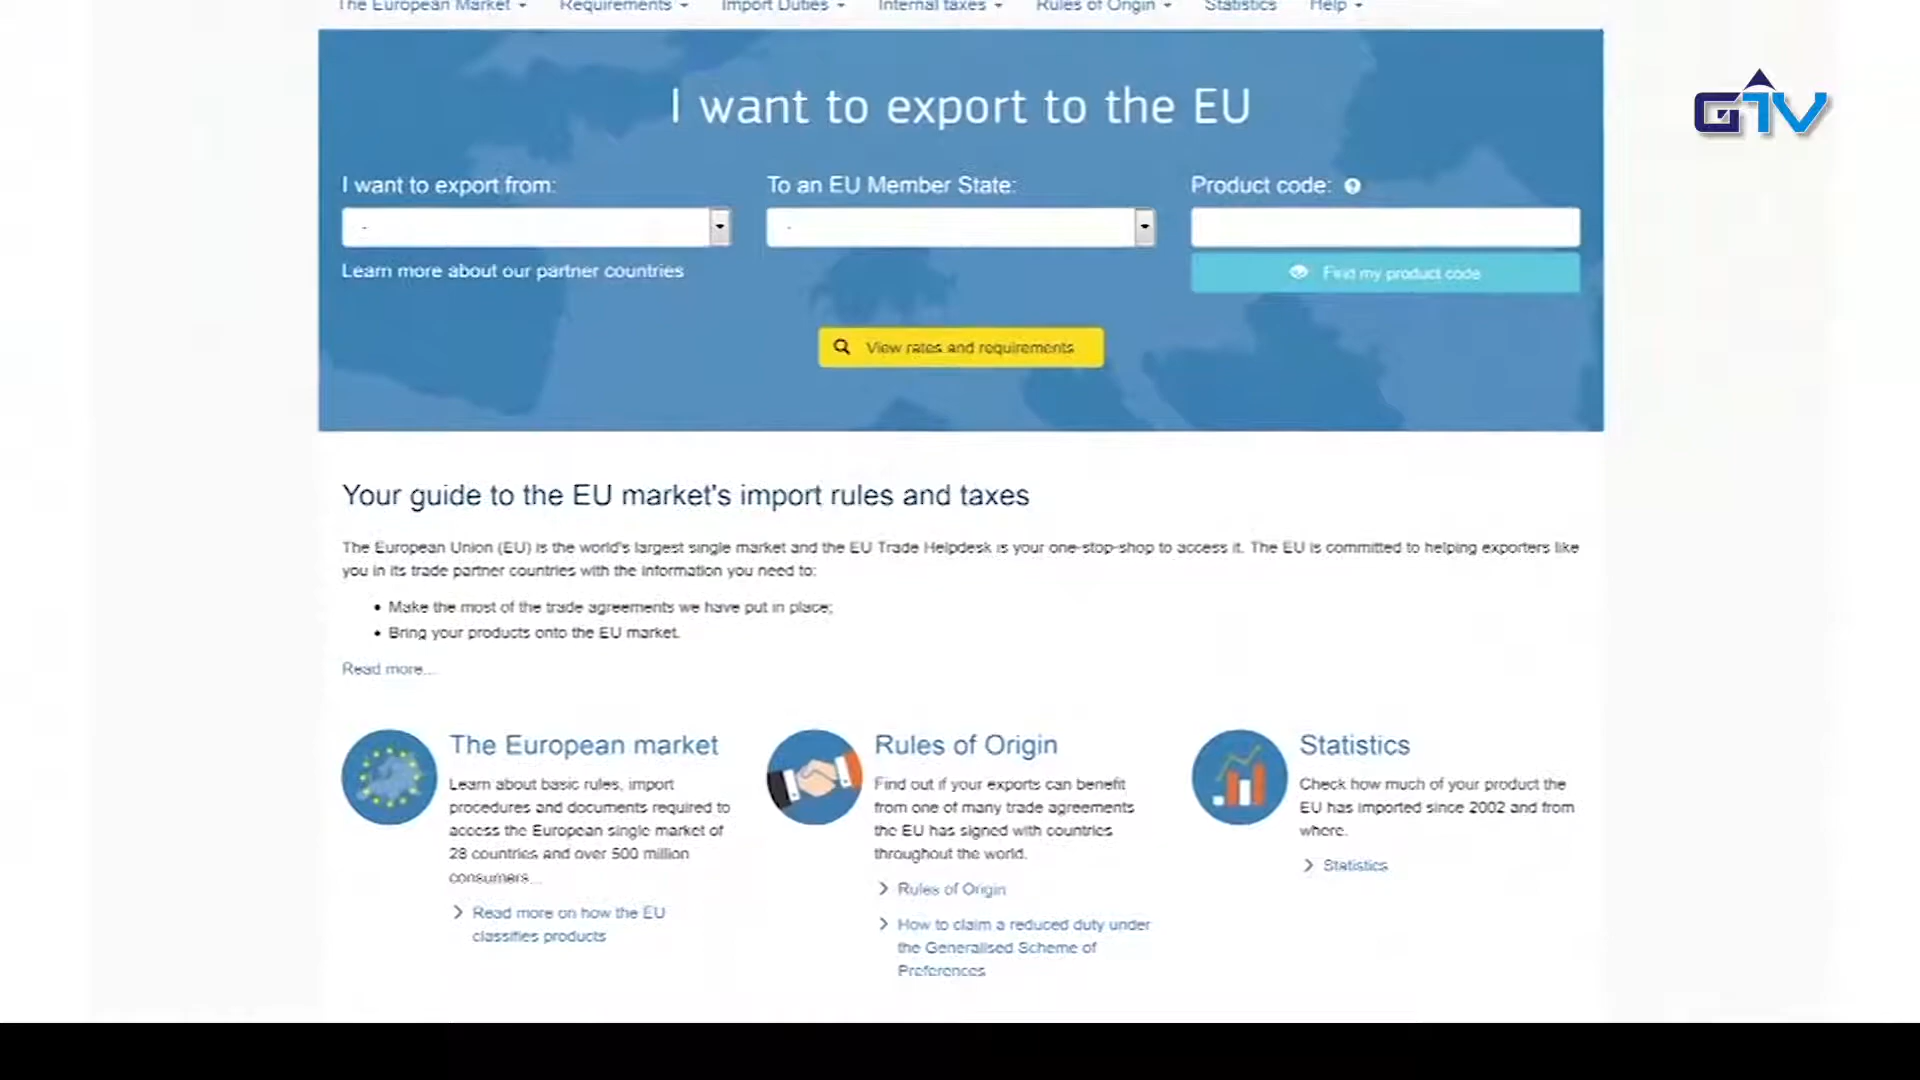 The European Market
Requirements
Import Duties
Internal taxes
Rules of Origin
Statistics
Help
GTV
I want to export to the EU
I want to export from:
To an EU Member State:
Product code:
-
-
Learn more about our partner countries
Find my product code
View rates and requirements
Your guide to the EU market's import rules and taxes
The European Union (EU) is the world's largest single market and the EU Trade Helpdesk is your one-stop-shop to access it. The EU is committed to helping exporters like
you in its trade partner countries with the information you need to:
• Make the most of the trade agreements we have put in place;
• Bring your products onto the EU market.
Read more...
The European market
Learn about basic rules, import
procedures and documents required to
access the European single market of
28 countries and over 500 million
consumers...
Read more on how the EU
classifies products
Rules of Origin
Find out if your exports can benefit
from one of many trade agreements
the EU has signed with countries
throughout the world.
Rules of Origin
How to claim a reduced duty under
the Generalised Scheme of
Preferences
Statistics
Check how much of your product the
EU has imported since 2002 and from
where.
Statistics